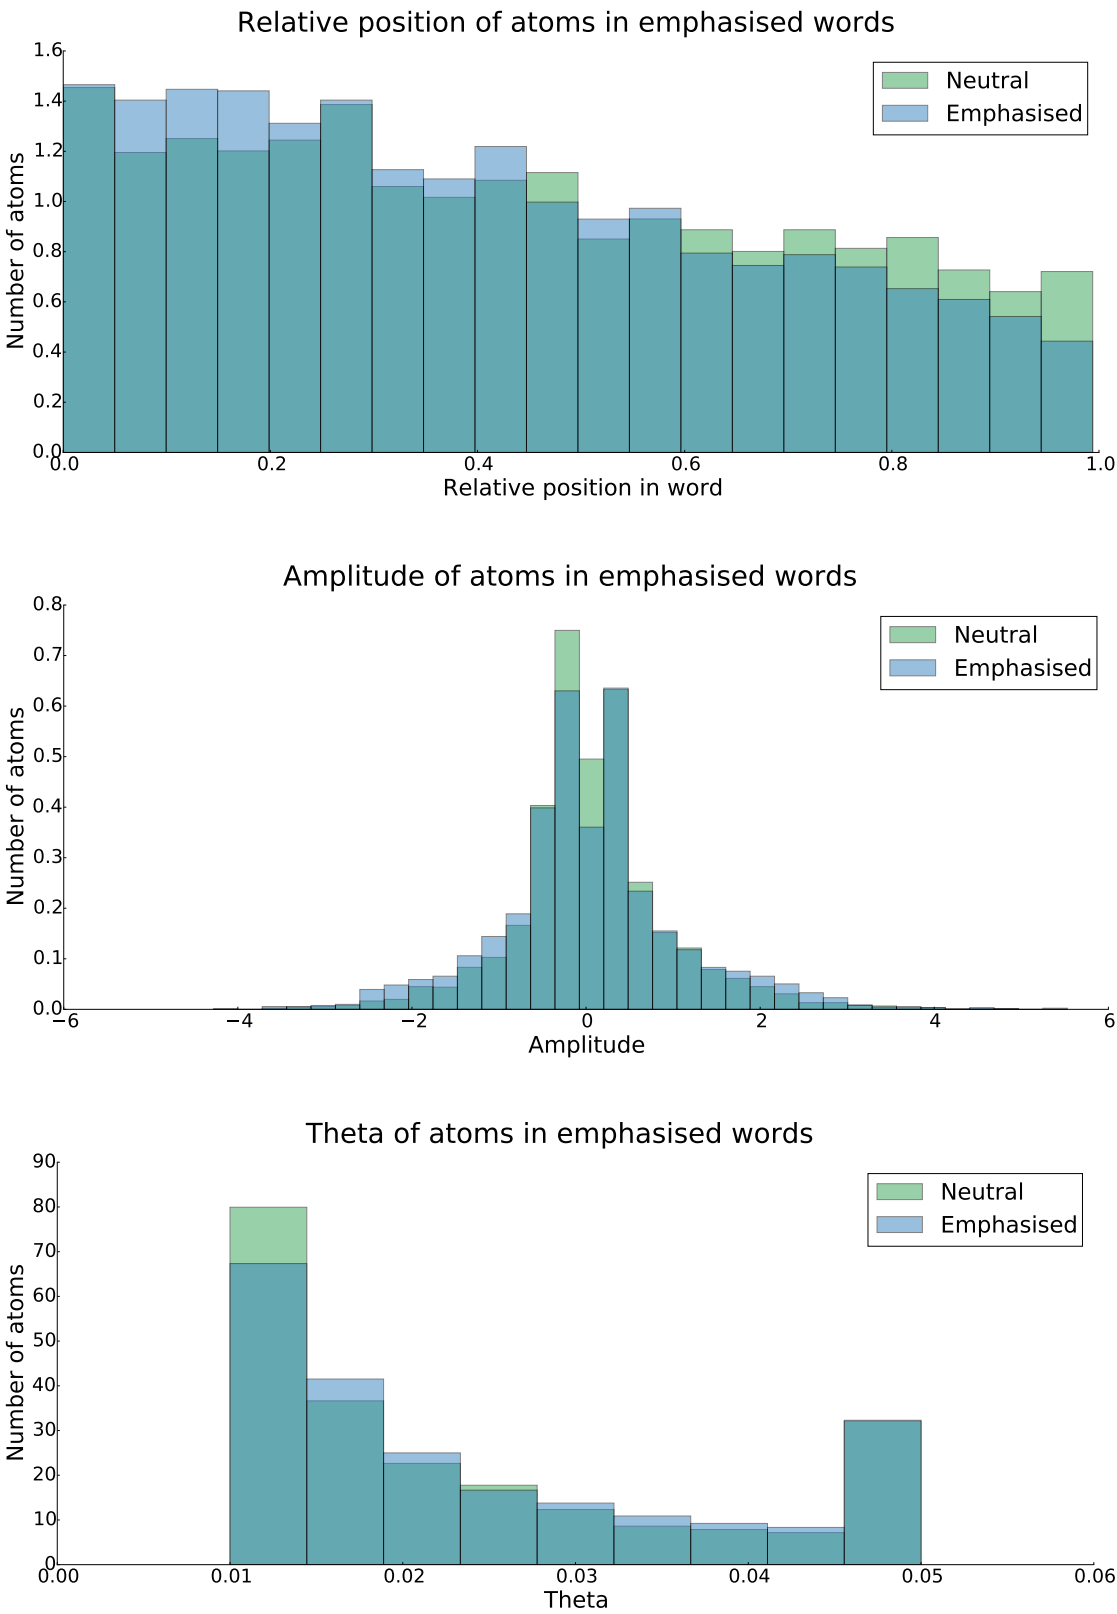 Relative position of atoms in emphasised words
1.6
1.4
1.2
1.0
0.8
0.6
0.4
0.2
0.0
Number of atoms
Neutral
Emphasised
0.0 0.2 0.4 0.6 0.8 1.0
Relative position in word
Amplitude of atoms in emphasised words
0.8
0.7
0.6
0.5
0.4
0.3
0.2
0.1
0.0
Number of atoms
Neutral
Emphasised
−6 −4 −2 0 2 4 6
Amplitude
Theta of atoms in emphasised words
90
80
70
60
50
40
30
20
10
0
Number of atoms
Neutral
Emphasised
0.00 0.01 0.02 0.03 0.04 0.05 0.06
Theta